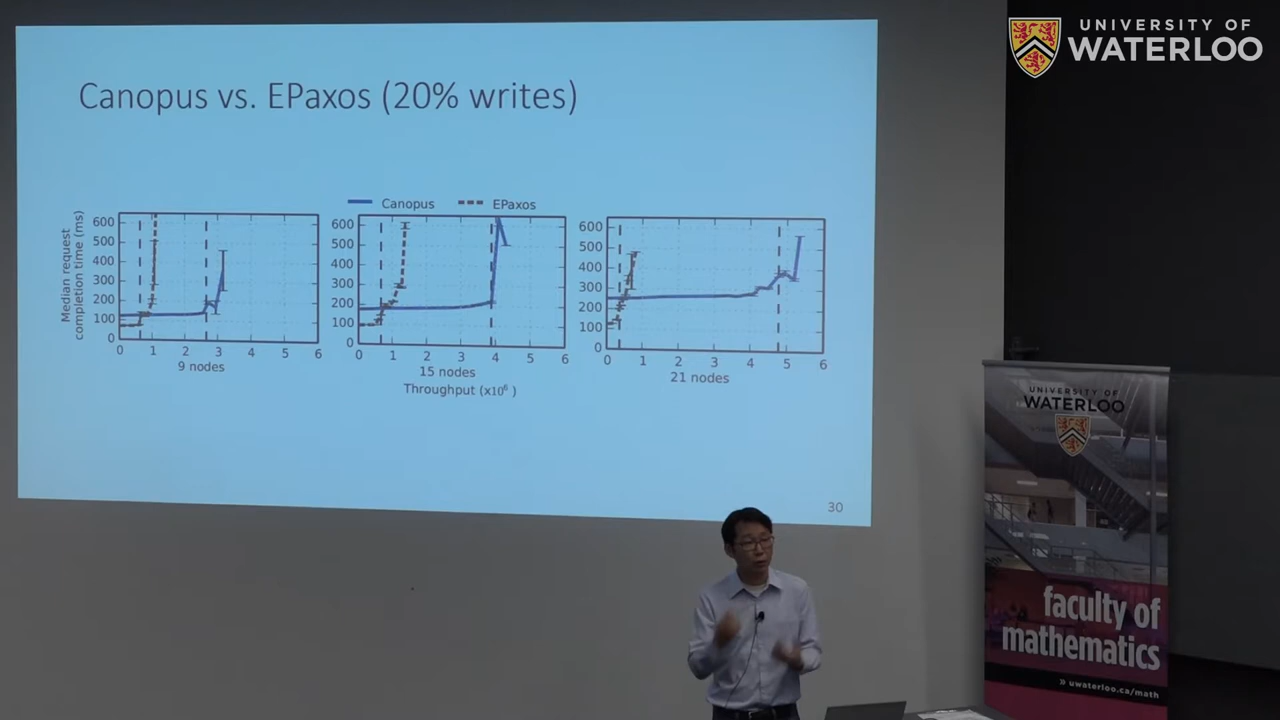 UNIVERSITY OF
WATERLOO
Canopus vs. EPaxos (20% writes)
Canopus
EPaxos
Median request
completion time (ms)
600
500
400
300
200
100
0
0 1 2 3 4 5 6
9 nodes
600
500
400
300
200
100
0
0 1 2 3 4 5 6
15 nodes
Throughput (x10⁶ )
600
500
400
300
200
100
0
0 1 2 3 4 5 6
21 nodes
30
UNIVERSITY OF
WATERLOO
faculty of
mathematics
» uwaterloo.ca/math